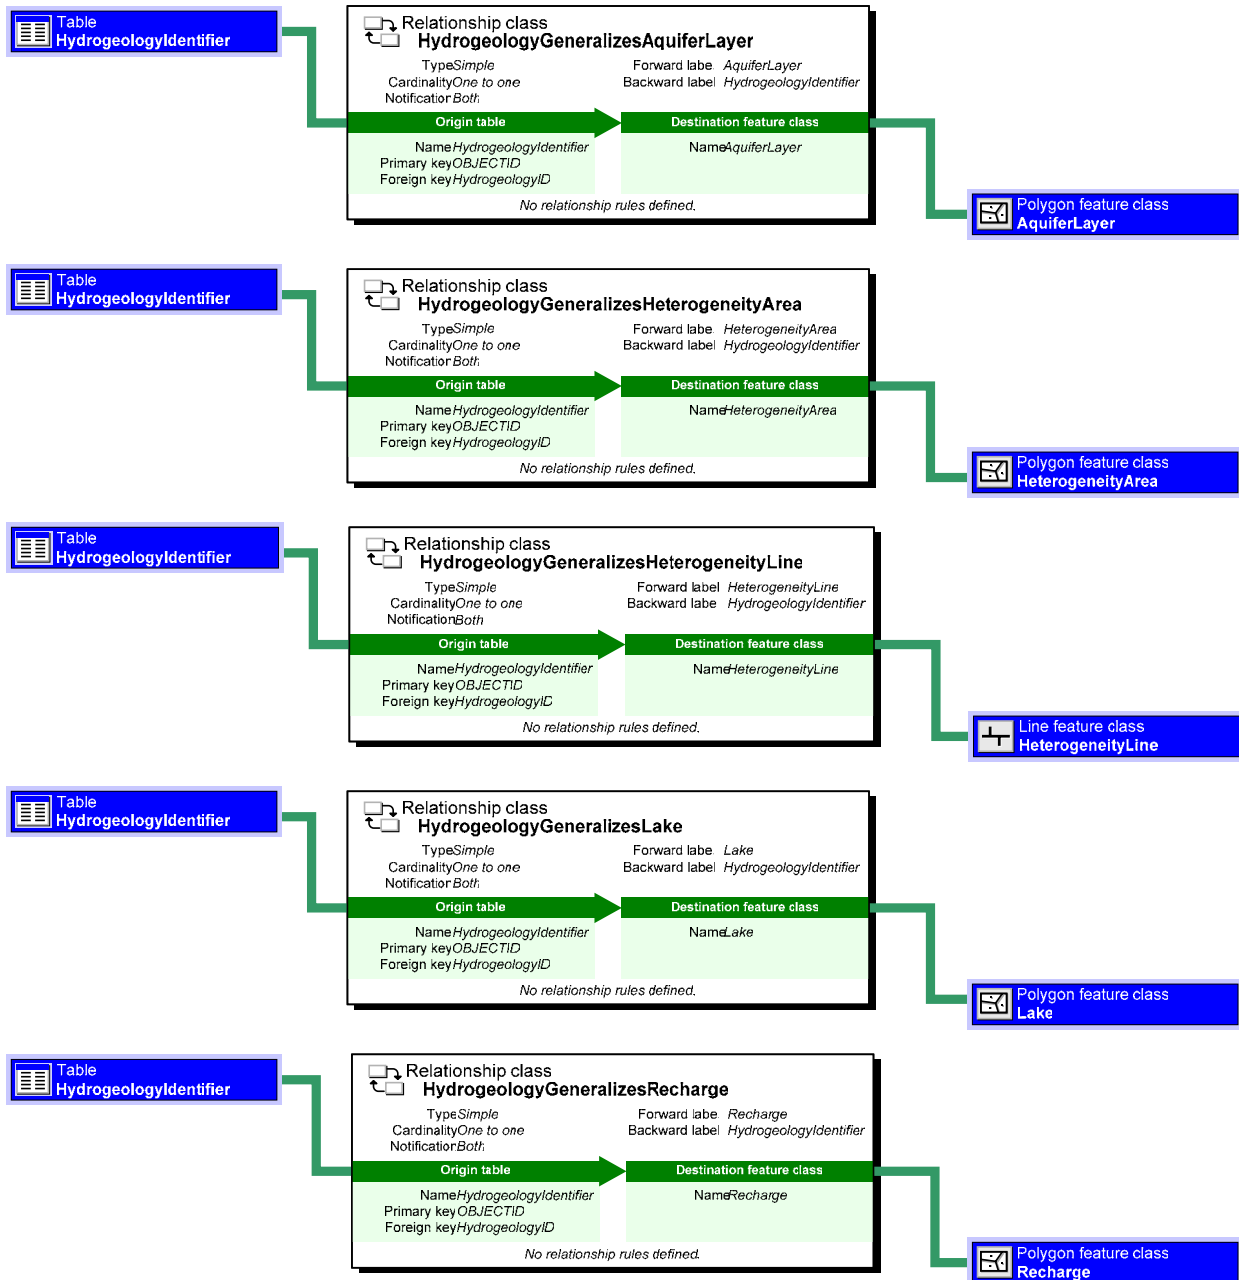 Table
HydrogeologyIdentifier
Relationship class
HydrogeologyGeneralizesAquiferLayer
Type Simple Forward labe AquiferLayer
Cardinality One to one Backward label HydrogeologyIdentifier
Notification Both
Origin table Destination feature class
Name HydrogeologyIdentifier Name AquiferLayer
Primary key OBJECTID
Foreign key HydrogeologyID
No relationship rules defined.
Polygon feature class
AquiferLayer
Table
HydrogeologyIdentifier
Relationship class
HydrogeologyGeneralizesHeterogeneityArea
Type Simple Forward labe HeterogeneityArea
Cardinality One to one Backward label HydrogeologyIdentifier
Notification Both
Origin table Destination feature class
Name HydrogeologyIdentifier Name HeterogeneityArea
Primary key OBJECTID
Foreign key HydrogeologyID
No relationship rules defined.
Polygon feature class
HeterogeneityArea
Table
HydrogeologyIdentifier
Relationship class
HydrogeologyGeneralizesHeterogeneityLine
Type Simple Forward label HeterogeneityLine
Cardinality One to one Backward labe HydrogeologyIdentifier
Notification Both
Origin table Destination feature class
Name HydrogeologyIdentifier Name HeterogeneityLine
Primary key OBJECTID
Foreign key HydrogeologyID
No relationship rules defined.
Line feature class
HeterogeneityLine
Table
HydrogeologyIdentifier
Relationship class
HydrogeologyGeneralizesLake
Type Simple Forward labe Lake
Cardinality One to one Backward label HydrogeologyIdentifier
Notification Both
Origin table Destination feature class
Name HydrogeologyIdentifier Name Lake
Primary key OBJECTID
Foreign key HydrogeologyID
No relationship rules defined.
Polygon feature class
Lake
Table
HydrogeologyIdentifier
Relationship class
HydrogeologyGeneralizesRecharge
Type Simple Forward labe Recharge
Cardinality One to one Backward label HydrogeologyIdentifier
Notification Both
Origin table Destination feature class
Name HydrogeologyIdentifier Name Recharge
Primary key OBJECTID
Foreign key HydrogeologyID
No relationship rules defined.
Polygon feature class
Recharge